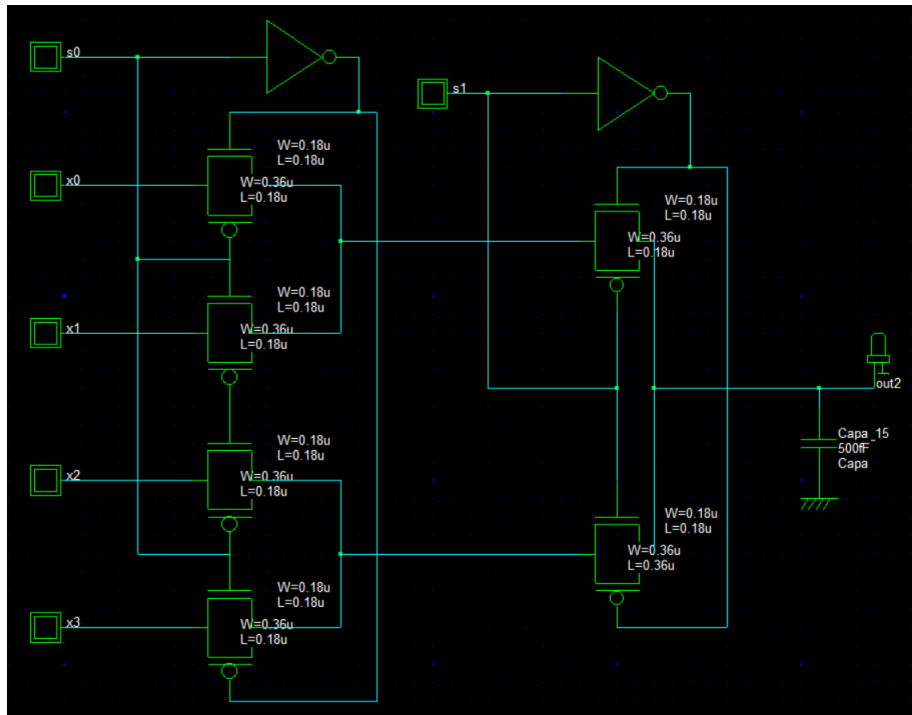 s0
s1
W=0.18u
L=0.18u
x0
W=0.36u
L=0.18u
W=0.18u
L=0.18u
W=0.36u
L=0.18u
W=0.18u
L=0.18u
x1
W=0.36u
L=0.18u
out2
W=0.18u
L=0.18u
Capa_15
500fF
Capa
x2
W=0.36u
L=0.18u
W=0.18u
L=0.18u
W=0.36u
L=0.36u
W=0.18u
L=0.18u
x3
W=0.36u
L=0.18u